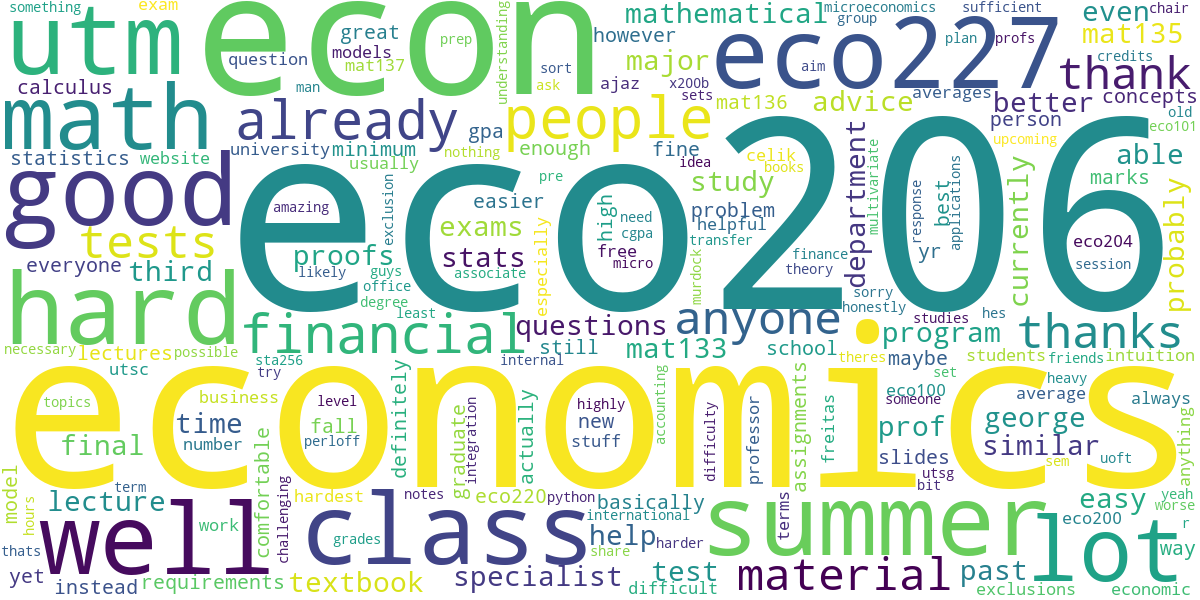 something
exam
utm
econ
mathematical
microeconomics
sufficient
even
chair
great
group
mat135
question
models
prep
however
eco227
plan
profs
credits
mat137
understanding
sort
major
aim
thank
calculus
man
ask
ajaz
x200b
sets
averages
concepts
math
already
people
mat136
advice
better
old
gpa
person
eco101
statistics
website
university
minimum
nothing
enough
fine
idea
celik
books
department
multivariate
upcoming
able
good
usually
pre
study
marks
amazing
exclusion
easier
high
need
cgpa
free
micro
problem
helpful
transfer
eco206
response
best
applications
yr
currently
eco204
session
probably
tests
exams
everyone
third
proofs
stats
likely
guys
office
degree
associate
especially
murdock
finance
theory
sorry
honestly
hard
least
financial
questions
anyone
program
studies
hes
thanks
necessary
lectures
possible
sta256
try
still
internal
mat133
school
theres
maybe
students
friends
intuition
utsc
set
economics
topics
business
level
highly
accounting
eco100
someone
heavy
average
always
time
number
fall
perloff
definitely
graduate
integration
actually
new
stuff
difficulty
professor
assignments
freitas
prof
george
anything
final
similar
slides
utsg
bit
sem
uoft
model
hours
term
lecture
comfortable
challenging
hardest
notes
eco220
python
basically
international
terms
easy
yeah
worse
eco200
r
well
work
class
help
harder
summer
lot
way
thats
grades
share
yet
instead
requirements
textbook
specialist
test
difficult
material
past
exclusions
economic